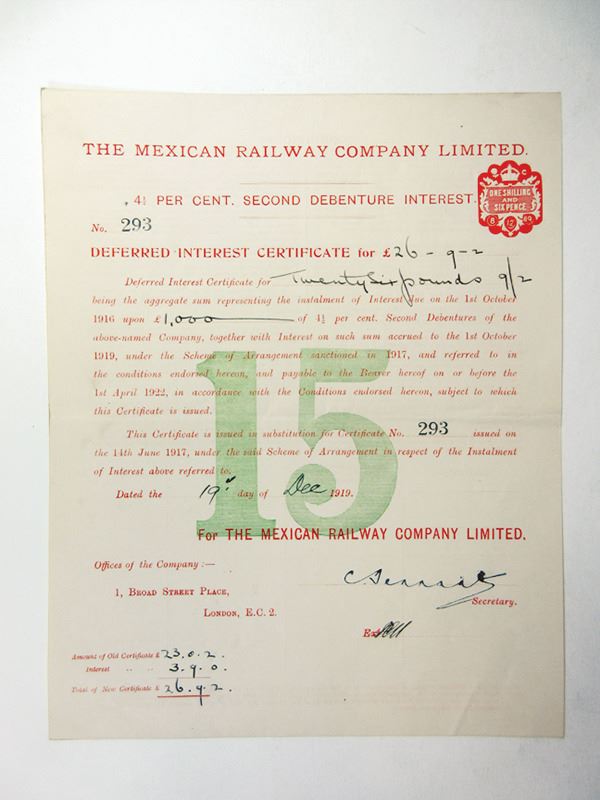 THE MEXICAN RAILWAY COMPANY LIMITED.
4½ PER CENT. SECOND DEBENTURE INTEREST.
C
ONE SHILLING
AND
SIX PENCE
8 12 89
No. 293
DEFERRED INTEREST CERTIFICATE for £26-9-2
Deferred Interest Certificate for Twenty Six pounds 9/2
being the aggregate sum representing the instalment of Interest due on the 1st October
1916 upon £1,000 of 4½ per cent. Second Debentures of the
above-named Company, together with Interest on such sum accrued to the 1st October
1919, under the Scheme of Arrangement sanctioned in 1917, and referred to in
the conditions endorsed hereon, and payable to the Bearer hereof on or before the
1st April 1922, in accordance with the Conditions endorsed hereon, subject to which
this Certificate is issued.
15
This Certificate is issued in substitution for Certificate No. 293 issued on
the 14th June 1917, under the said Scheme of Arrangement in respect of the Instalment
of Interest above referred to.
Dated the 19 day of Dec 1919.
For THE MEXICAN RAILWAY COMPANY LIMITED.
Offices of the Company :—
1, BROAD STREET PLACE,
LONDON, E.C. 2.
Secretary.
Amount of Old Certificate £ 23.0.2.
Interest " " 3.9.0.
Total of New Certificate £ 26.9.2.